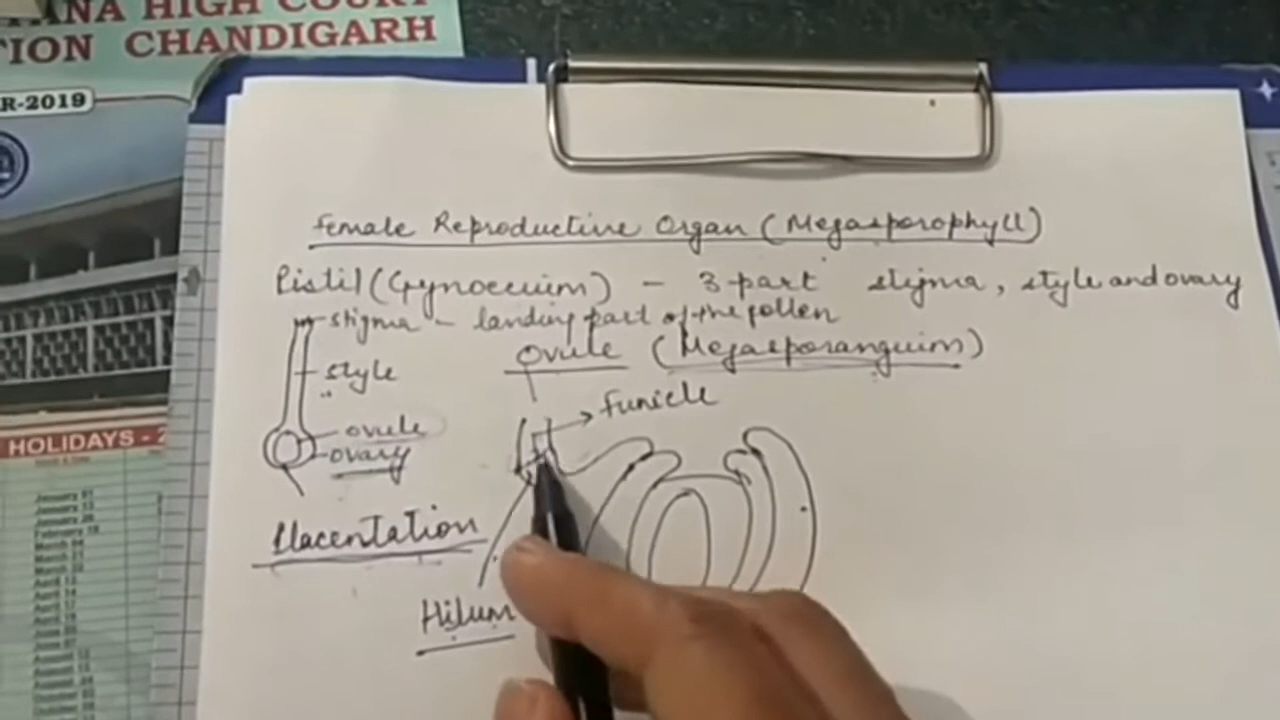 ANA HIGH COURT
TION CHANDIGARH
R-2019
HOLIDAYS - 2
Female Reproductive Organ (Megasporophyll)
Pistil (Gynoecium) - 3 part stigma, style and ovary
stigma - landing part of the pollen
Ovule (Megasporangium)
style
Funicle
ovule
ovary
Placentation
Hilum